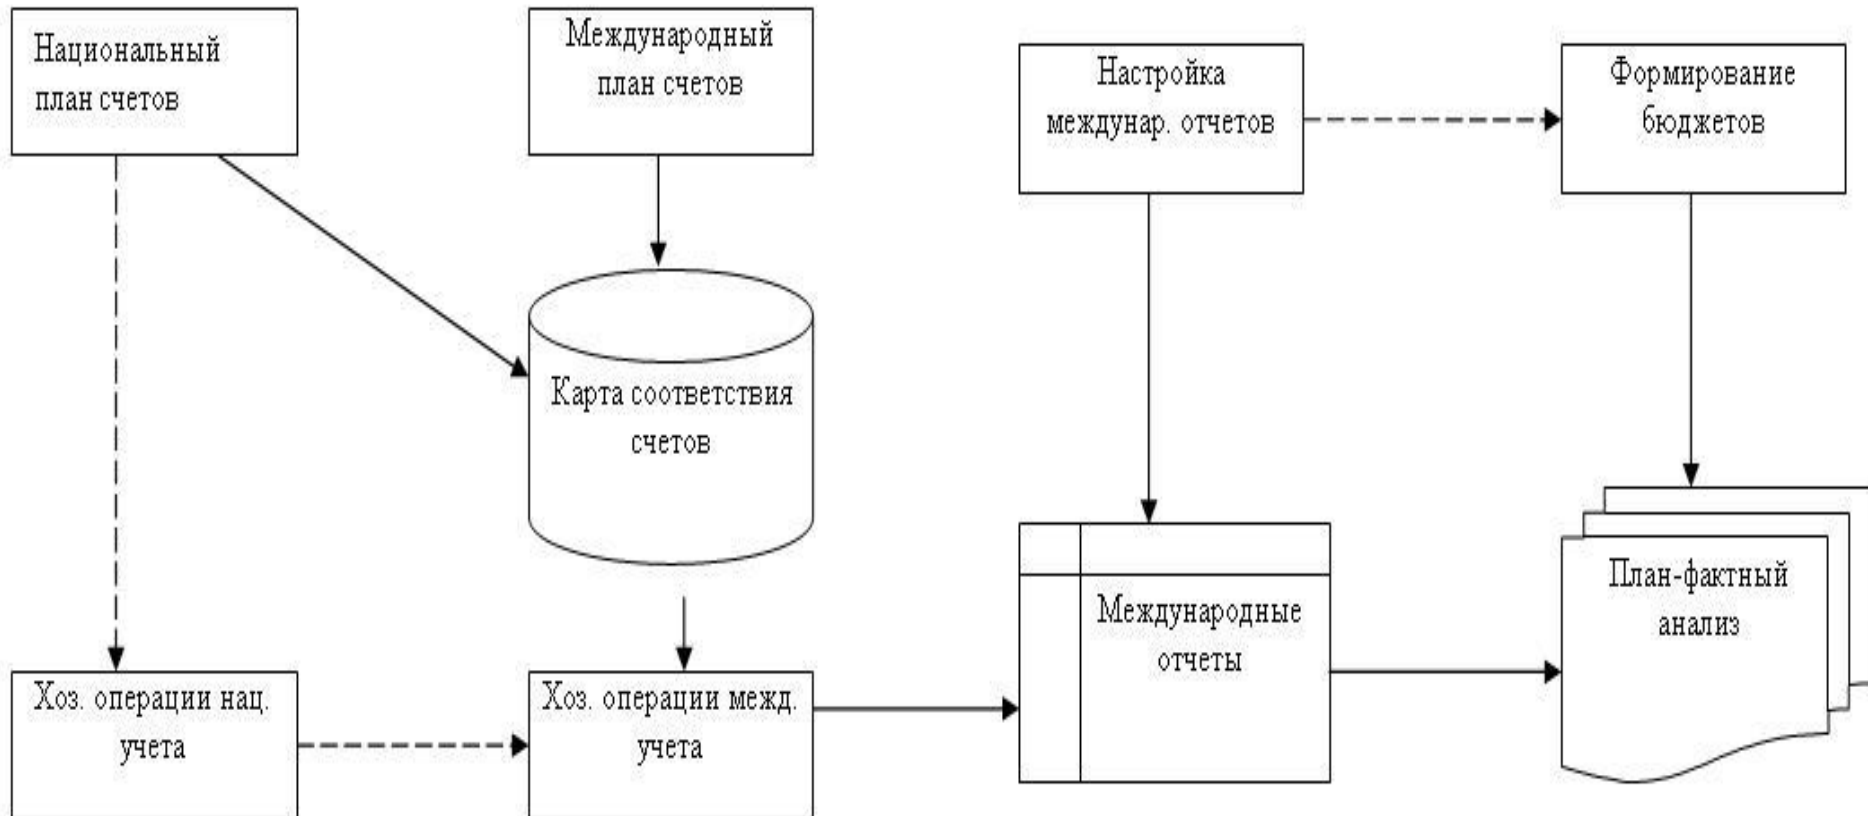 Национальный
план счетов
Международный
план счетов
Настройка
междунар. отчетов
Формирование
бюджетов
Карта соответствия
счетов
Международные
отчеты
План-фактный
анализ
Хоз. операции нац.
учета
Хоз. операции межд.
учета